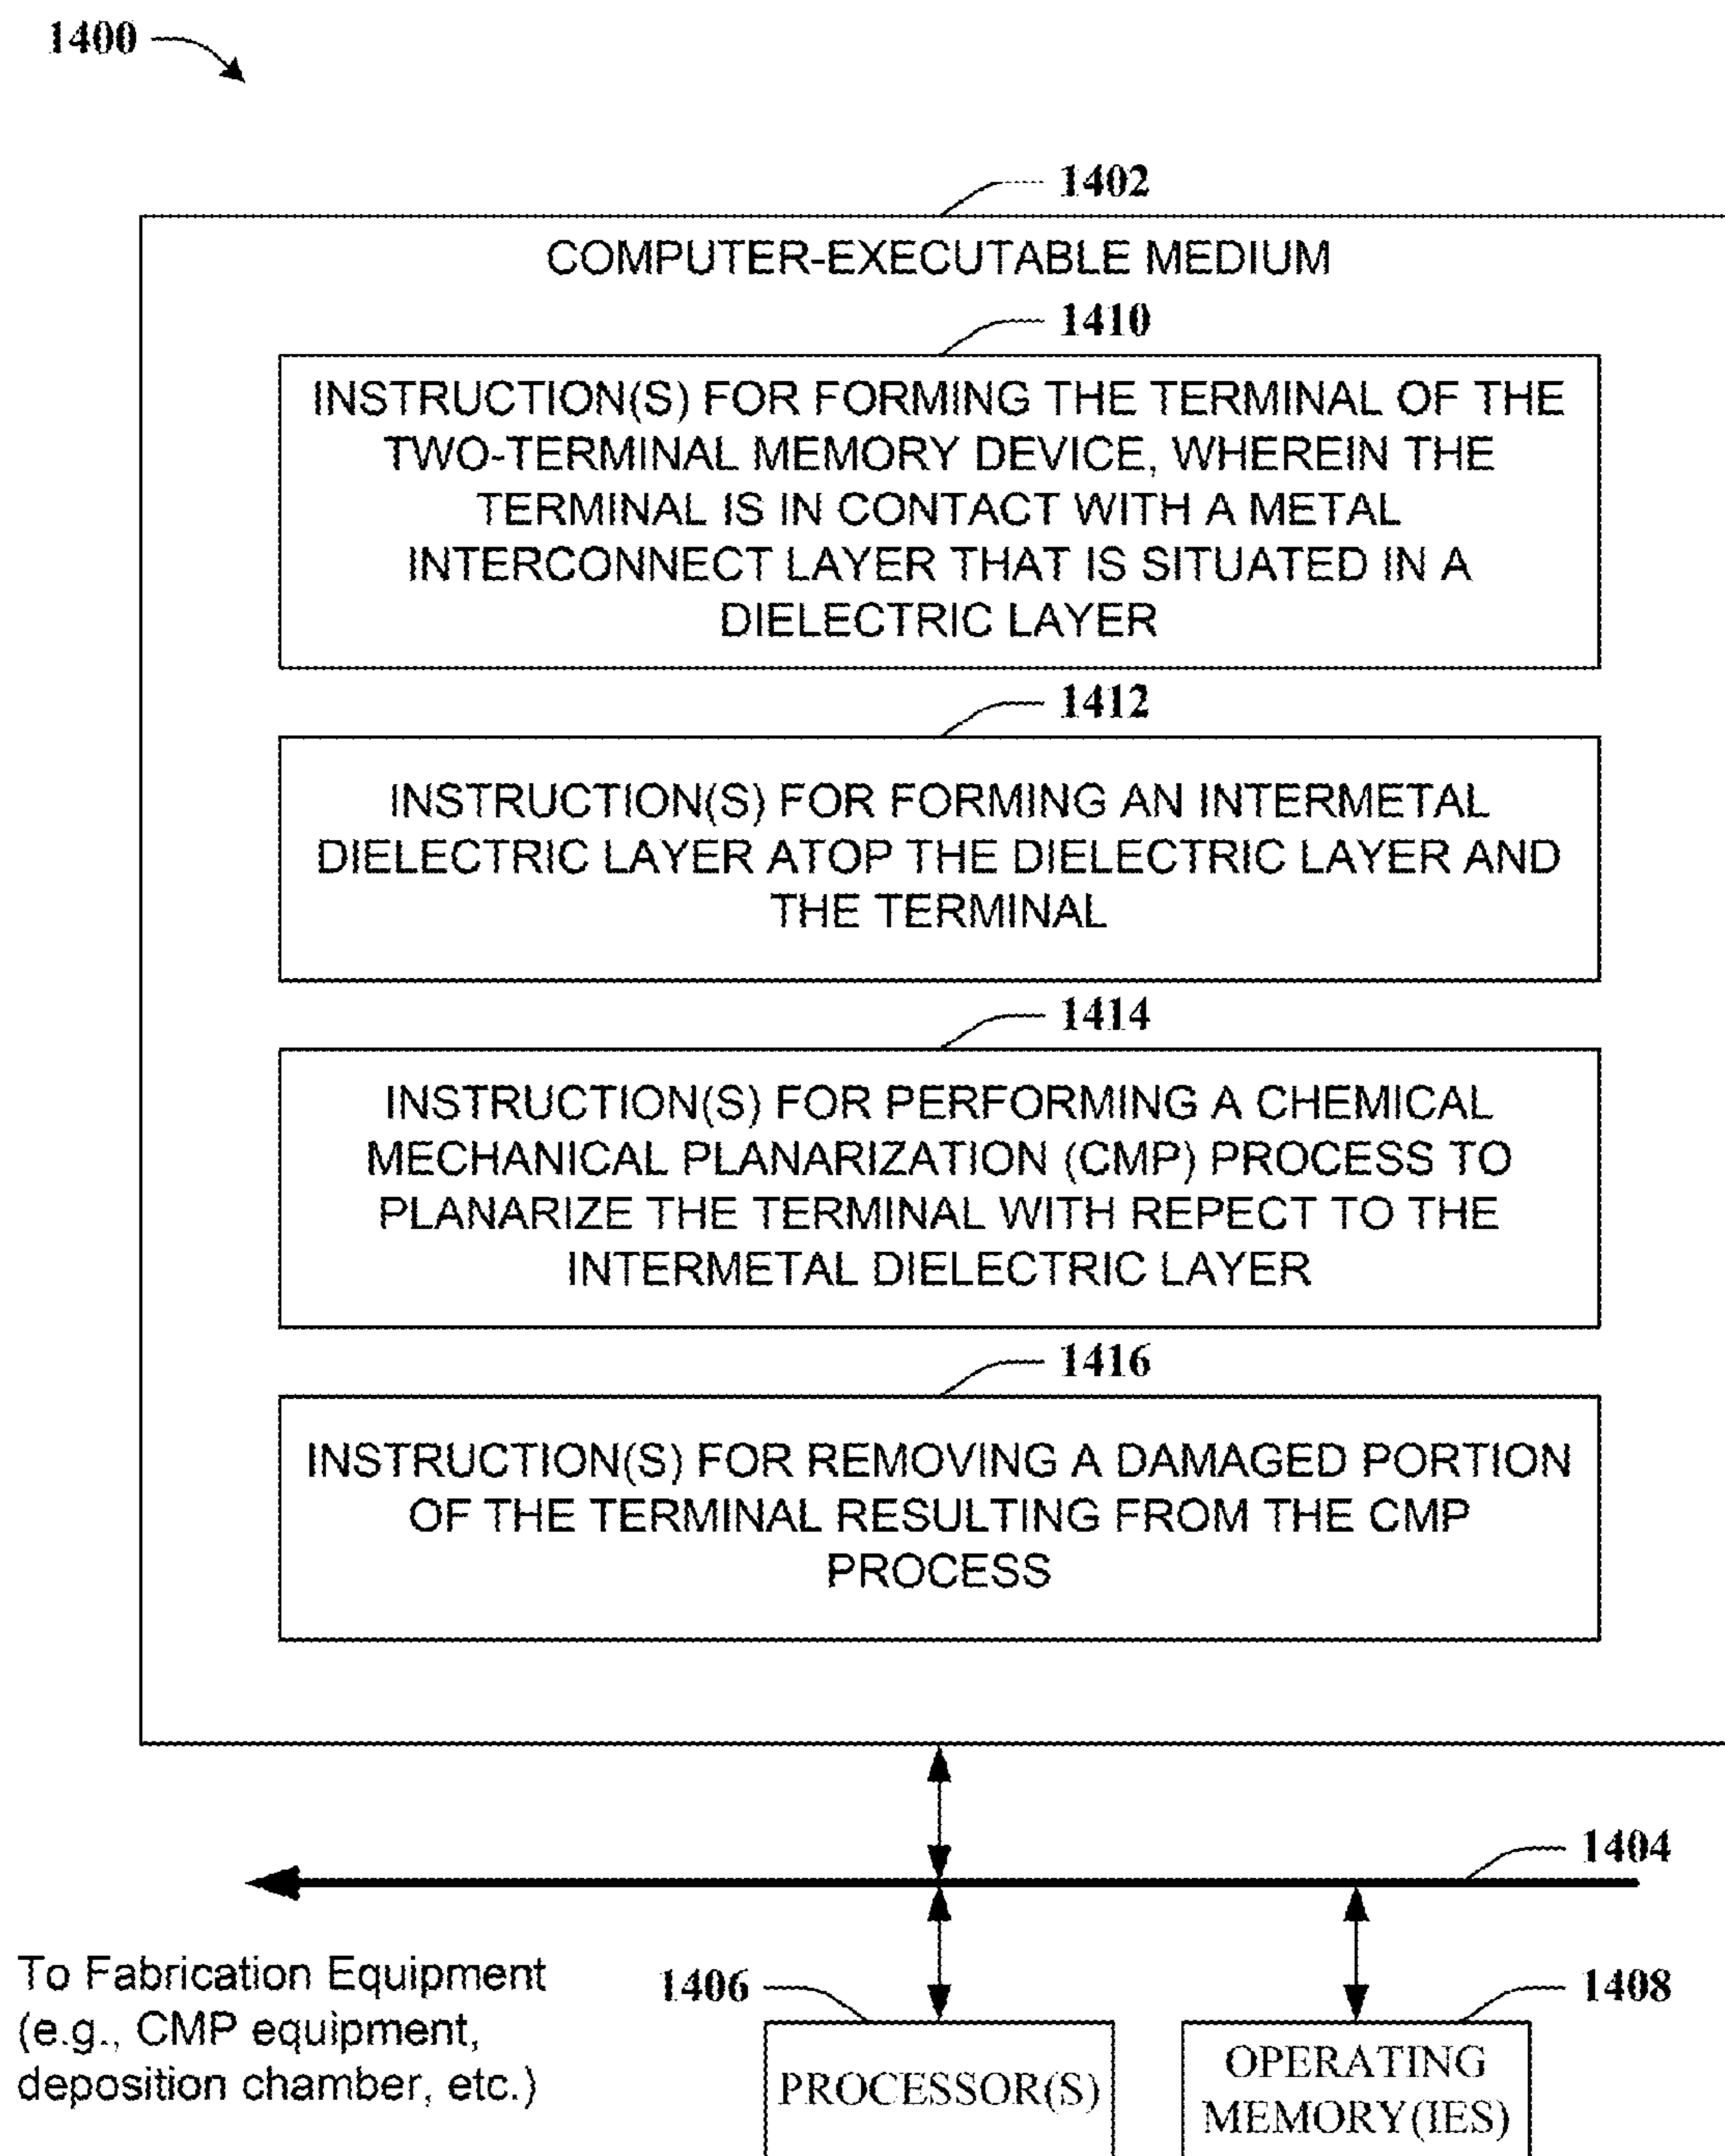 1400
1402
COMPUTER-EXECUTABLE MEDIUM
1410
INSTRUCTION(S) FOR FORMING THE TERMINAL OF THE
TWO-TERMINAL MEMORY DEVICE, WHEREIN THE
TERMINAL IS IN CONTACT WITH A METAL
INTERCONNECT LAYER THAT IS SITUATED IN A
DIELECTRIC LAYER
1412
INSTRUCTION(S) FOR FORMING AN INTERMETAL
DIELECTRIC LAYER ATOP THE DIELECTRIC LAYER AND
THE TERMINAL
1414
INSTRUCTION(S) FOR PERFORMING A CHEMICAL
MECHANICAL PLANARIZATION (CMP) PROCESS TO
PLANARIZE THE TERMINAL WITH REPECT TO THE
INTERMETAL DIELECTRIC LAYER
1416
INSTRUCTION(S) FOR REMOVING A DAMAGED PORTION
OF THE TERMINAL RESULTING FROM THE CMP
PROCESS
1404
To Fabrication Equipment
(e.g., CMP equipment,
deposition chamber, etc.)
1406
PROCESSOR(S)
1408
OPERATING
MEMORY(IES)